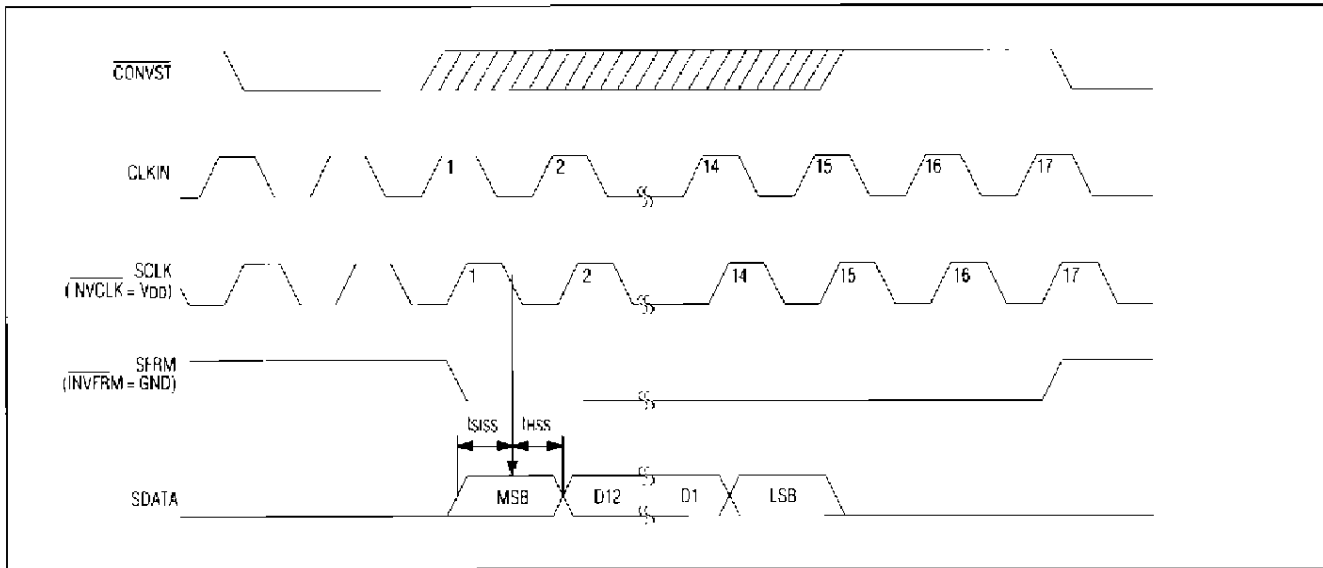 CONVST
CLKIN
1 2 14 15 16 17
SCLK
(INVCLK = VDD)
1 2 14 15 16 17
SFRM
(INVFRM = GND)
tSISS tHSS
SDATA
MSB D12 D1 LSB